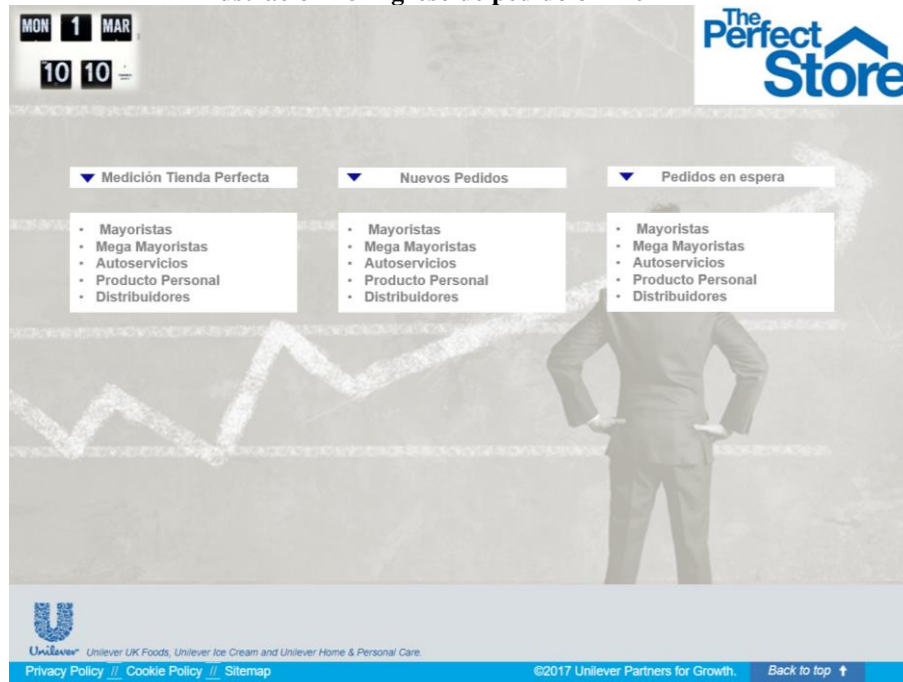 MON 1 MAR
10 10
The
Perfect
Store
Medición Tienda Perfecta
Nuevos Pedidos
Pedidos en espera
• Mayoristas
• Mega Mayoristas
• Autoservicios
• Producto Personal
• Distribuidores
• Mayoristas
• Mega Mayoristas
• Autoservicios
• Producto Personal
• Distribuidores
• Mayoristas
• Mega Mayoristas
• Autoservicios
• Producto Personal
• Distribuidores
Unilever Unilever UK Foods, Unilever Ice Cream and Unilever Home & Personal Care.
Privacy Policy // Cookie Policy // Sitemap ©2017 Unilever Partners for Growth. Back to top ↑